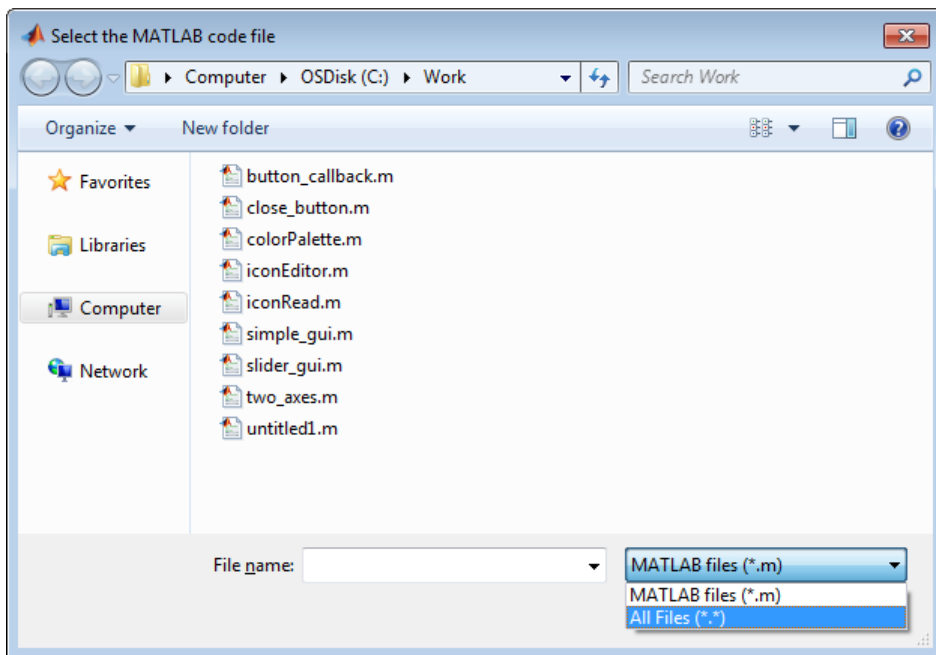 Select the MATLAB code file
Computer OSDisk (C:) Work Search Work
Organize New folder
Favorites
Libraries
Computer
Network
button_callback.m
close_button.m
colorPalette.m
iconEditor.m
iconRead.m
simple_gui.m
slider_gui.m
two_axes.m
untitled1.m
File name: MATLAB files (*.m)
MATLAB files (*.m)
All Files (*.*)